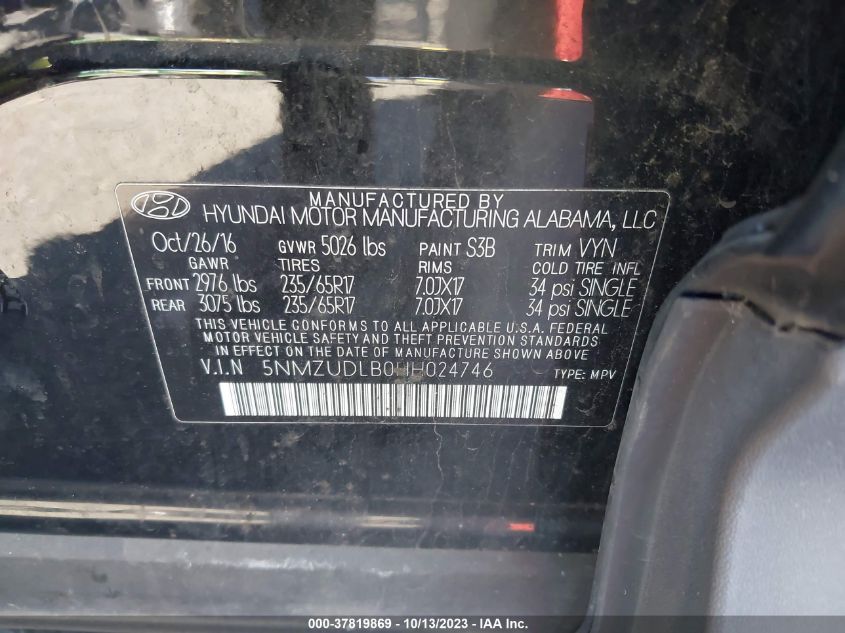 MANUFACTURED BY
HYUNDAI MOTOR MANUFACTURING ALABAMA, LLC
Oct/26/16 GVWR 5026 lbs PAINT S3B TRIM VYN
GAWR TIRES RIMS COLD TIRE INFL
FRONT 2976 lbs 235/65R17 7.0JX17 34 psi SINGLE
REAR 3075 lbs 235/65R17 7.0JX17 34 psi SINGLE
THIS VEHICLE CONFORMS TO ALL APPLICABLE U.S.A. FEDERAL
MOTOR VEHICLE SAFETY AND THEFT PREVENTION STANDARDS
IN EFFECT ON THE DATE OF MANUFACTURE SHOWN ABOVE
V.I.N 5NMZUDLB0HH024746 TYPE: MPV
000-37819869 - 10/13/2023 - IAA Inc.